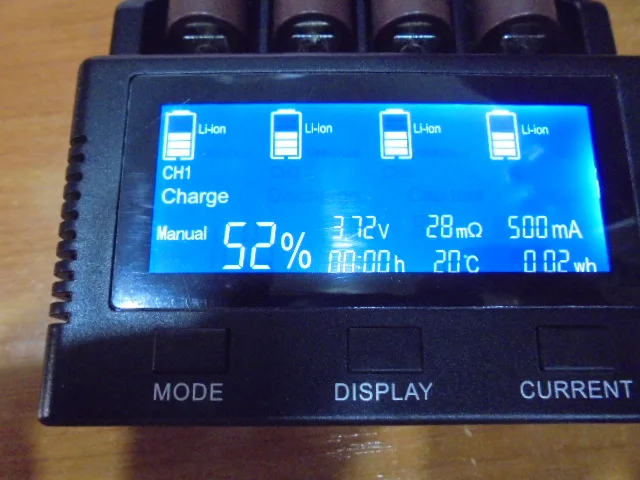 Li-ion Li-ion Li-ion Li-ion
CH1
Charge
Manual 52% 3.72V 28mΩ 500mA
00:00h 20°C 0.02wh
MODE DISPLAY CURRENT